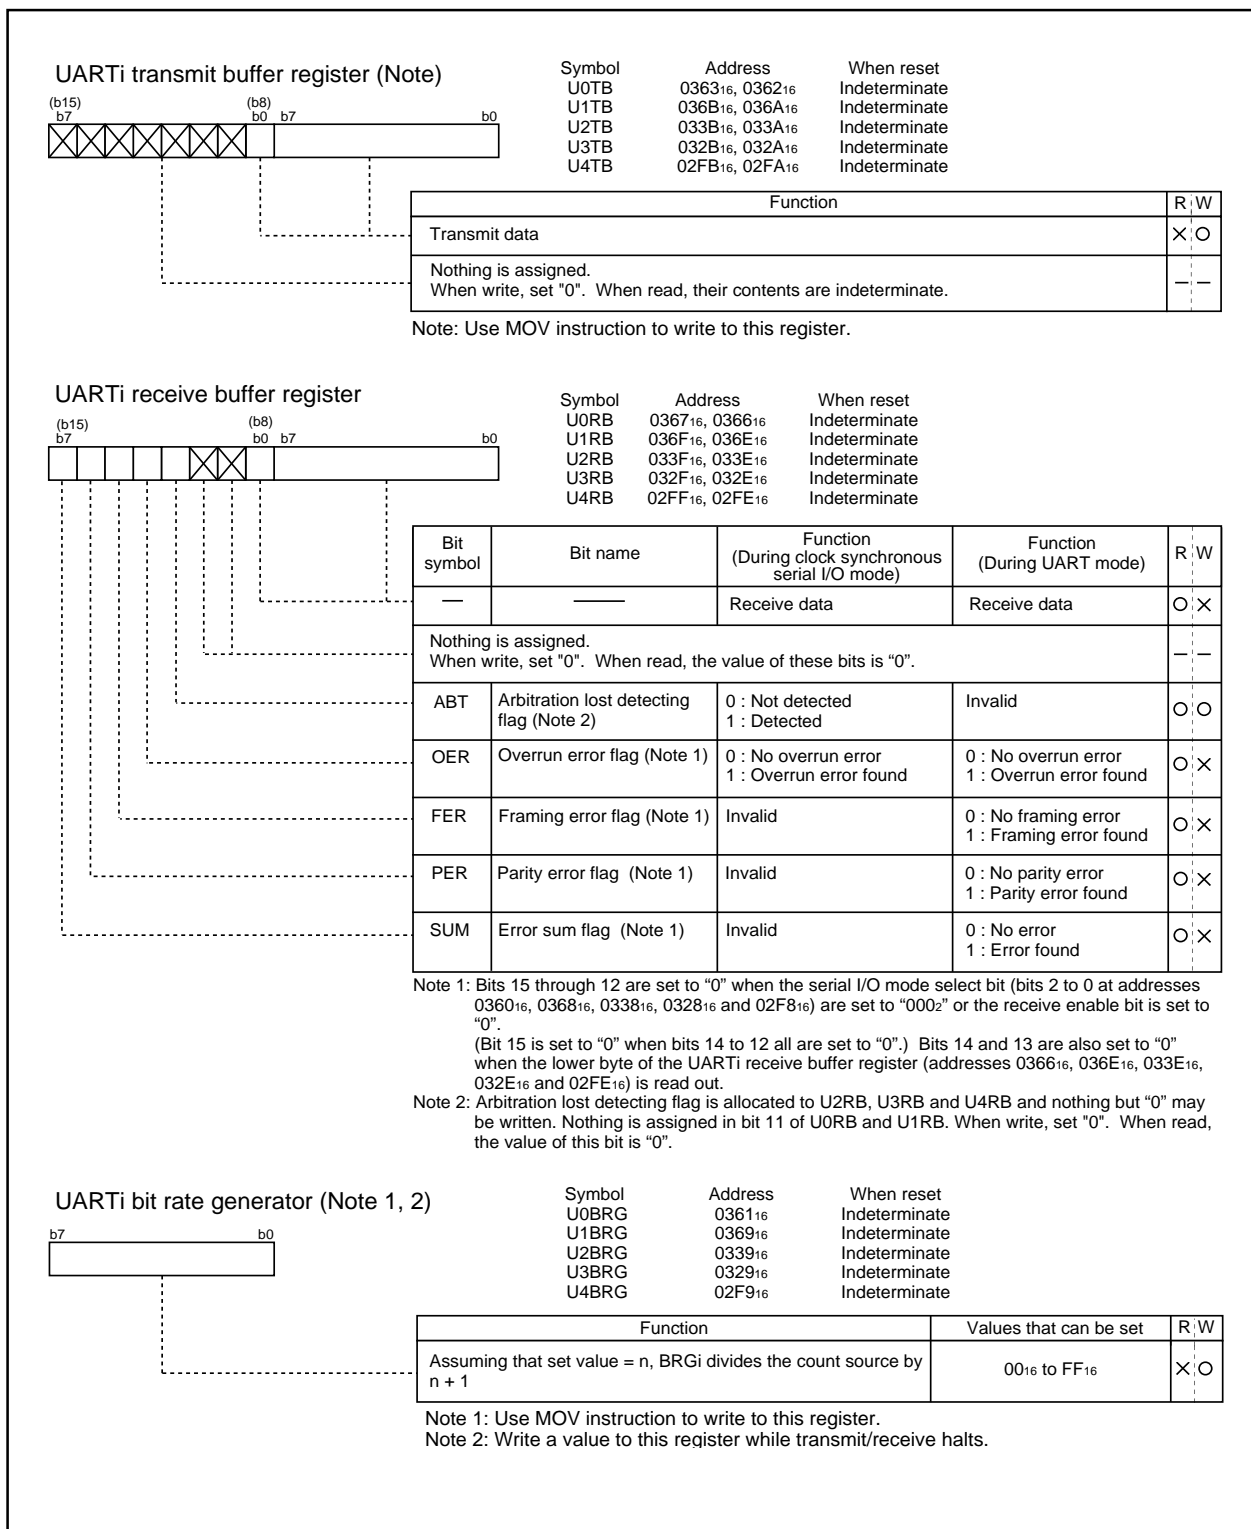 UARTi transmit buffer register (Note)
Symbol Address When reset
U0TB 0363₁₆, 0362₁₆ Indeterminate
U1TB 036B₁₆, 036A₁₆ Indeterminate
U2TB 033B₁₆, 033A₁₆ Indeterminate
U3TB 032B₁₆, 032A₁₆ Indeterminate
U4TB 02FB₁₆, 02FA₁₆ Indeterminate
(b15) (b8)
b7 b0 b7 b0
Function R W
Transmit data × ○
Nothing is assigned.
When write, set "0". When read, their contents are indeterminate. – –
Note: Use MOV instruction to write to this register.
UARTi receive buffer register
Symbol Address When reset
U0RB 0367₁₆, 0366₁₆ Indeterminate
U1RB 036F₁₆, 036E₁₆ Indeterminate
U2RB 033F₁₆, 033E₁₆ Indeterminate
U3RB 032F₁₆, 032E₁₆ Indeterminate
U4RB 02FF₁₆, 02FE₁₆ Indeterminate
(b15) (b8)
b7 b0 b7 b0
Bit symbol Bit name Function (During clock synchronous serial I/O mode) Function (During UART mode) R W
— — Receive data Receive data ○ ×
Nothing is assigned.
When write, set "0". When read, the value of these bits is “0”. – –
ABT Arbitration lost detecting flag (Note 2) 0 : Not detected 1 : Detected Invalid ○ ○
OER Overrun error flag (Note 1) 0 : No overrun error 1 : Overrun error found 0 : No overrun error 1 : Overrun error found ○ ×
FER Framing error flag (Note 1) Invalid 0 : No framing error 1 : Framing error found ○ ×
PER Parity error flag (Note 1) Invalid 0 : No parity error 1 : Parity error found ○ ×
SUM Error sum flag (Note 1) Invalid 0 : No error 1 : Error found ○ ×
Note 1: Bits 15 through 12 are set to “0” when the serial I/O mode select bit (bits 2 to 0 at addresses
0360₁₆, 0368₁₆, 0338₁₆, 0328₁₆ and 02F8₁₆) are set to “000₂” or the receive enable bit is set to
“0”.
(Bit 15 is set to “0” when bits 14 to 12 all are set to “0”.) Bits 14 and 13 are also set to “0”
when the lower byte of the UARTi receive buffer register (addresses 0366₁₆, 036E₁₆, 033E₁₆,
032E₁₆ and 02FE₁₆) is read out.
Note 2: Arbitration lost detecting flag is allocated to U2RB, U3RB and U4RB and nothing but “0” may
be written. Nothing is assigned in bit 11 of U0RB and U1RB. When write, set "0". When read,
the value of this bit is “0”.
UARTi bit rate generator (Note 1, 2)
Symbol Address When reset
U0BRG 0361₁₆ Indeterminate
U1BRG 0369₁₆ Indeterminate
U2BRG 0339₁₆ Indeterminate
U3BRG 0329₁₆ Indeterminate
U4BRG 02F9₁₆ Indeterminate
b7 b0
Function Values that can be set R W
Assuming that set value = n, BRGi divides the count source by
n + 1 00₁₆ to FF₁₆ × ○
Note 1: Use MOV instruction to write to this register.
Note 2: Write a value to this register while transmit/receive halts.